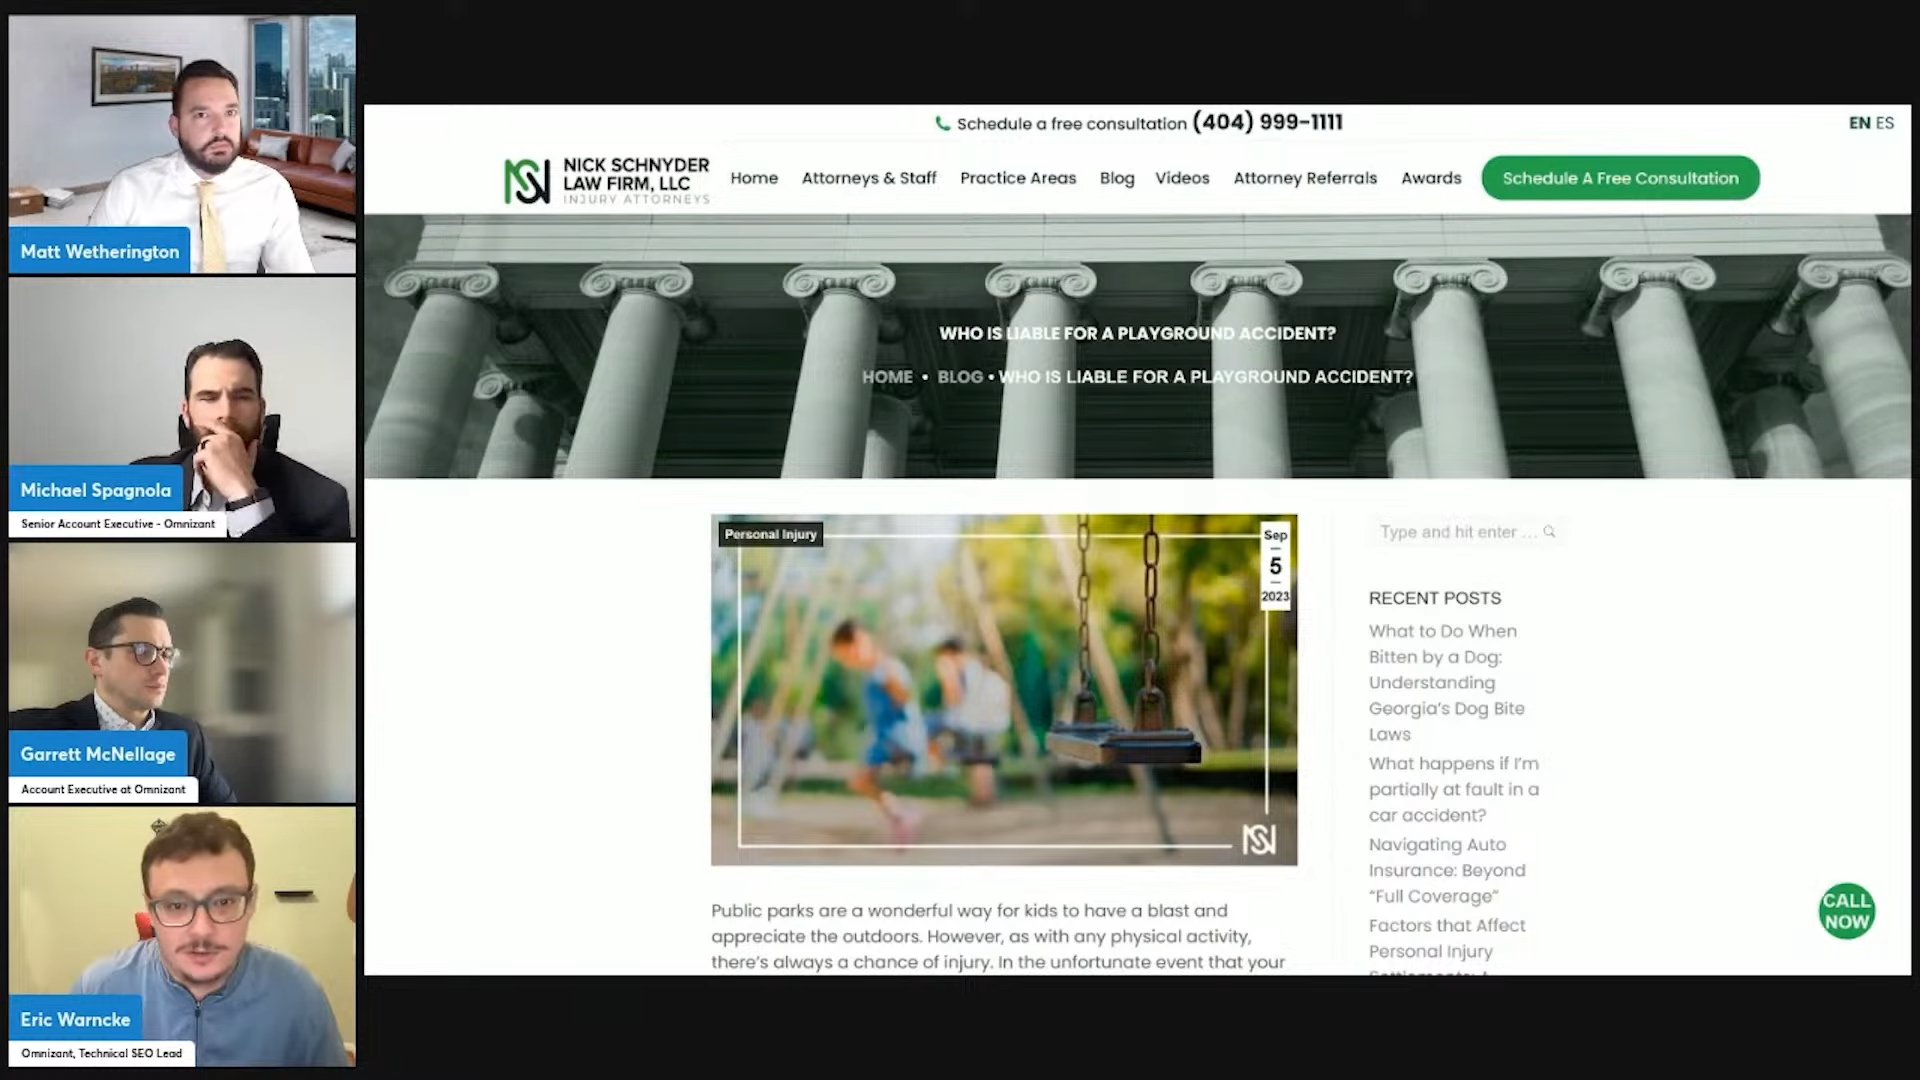 Matt Wetherington
Michael Spagnola
Senior Account Executive - Omnizant
Garrett McNellage
Account Executive at Omnizant
Eric Warncke
Omnizant, Technical SEO Lead
Schedule a free consultation (404) 999-1111
EN ES
NICK SCHNYDER
LAW FIRM, LLC
INJURY ATTORNEYS
Home Attorneys & Staff Practice Areas Blog Videos Attorney Referrals Awards Schedule A Free Consultation
WHO IS LIABLE FOR A PLAYGROUND ACCIDENT?
HOME • BLOG • WHO IS LIABLE FOR A PLAYGROUND ACCIDENT?
Personal Injury
Sep
5
2023
Public parks are a wonderful way for kids to have a blast and
appreciate the outdoors. However, as with any physical activity,
there's always a chance of injury. In the unfortunate event that your
Type and hit enter ...
RECENT POSTS
What to Do When
Bitten by a Dog:
Understanding
Georgia's Dog Bite
Laws
What happens if I'm
partially at fault in a
car accident?
Navigating Auto
Insurance: Beyond
“Full Coverage”
Factors that Affect
Personal Injury
CALL
NOW